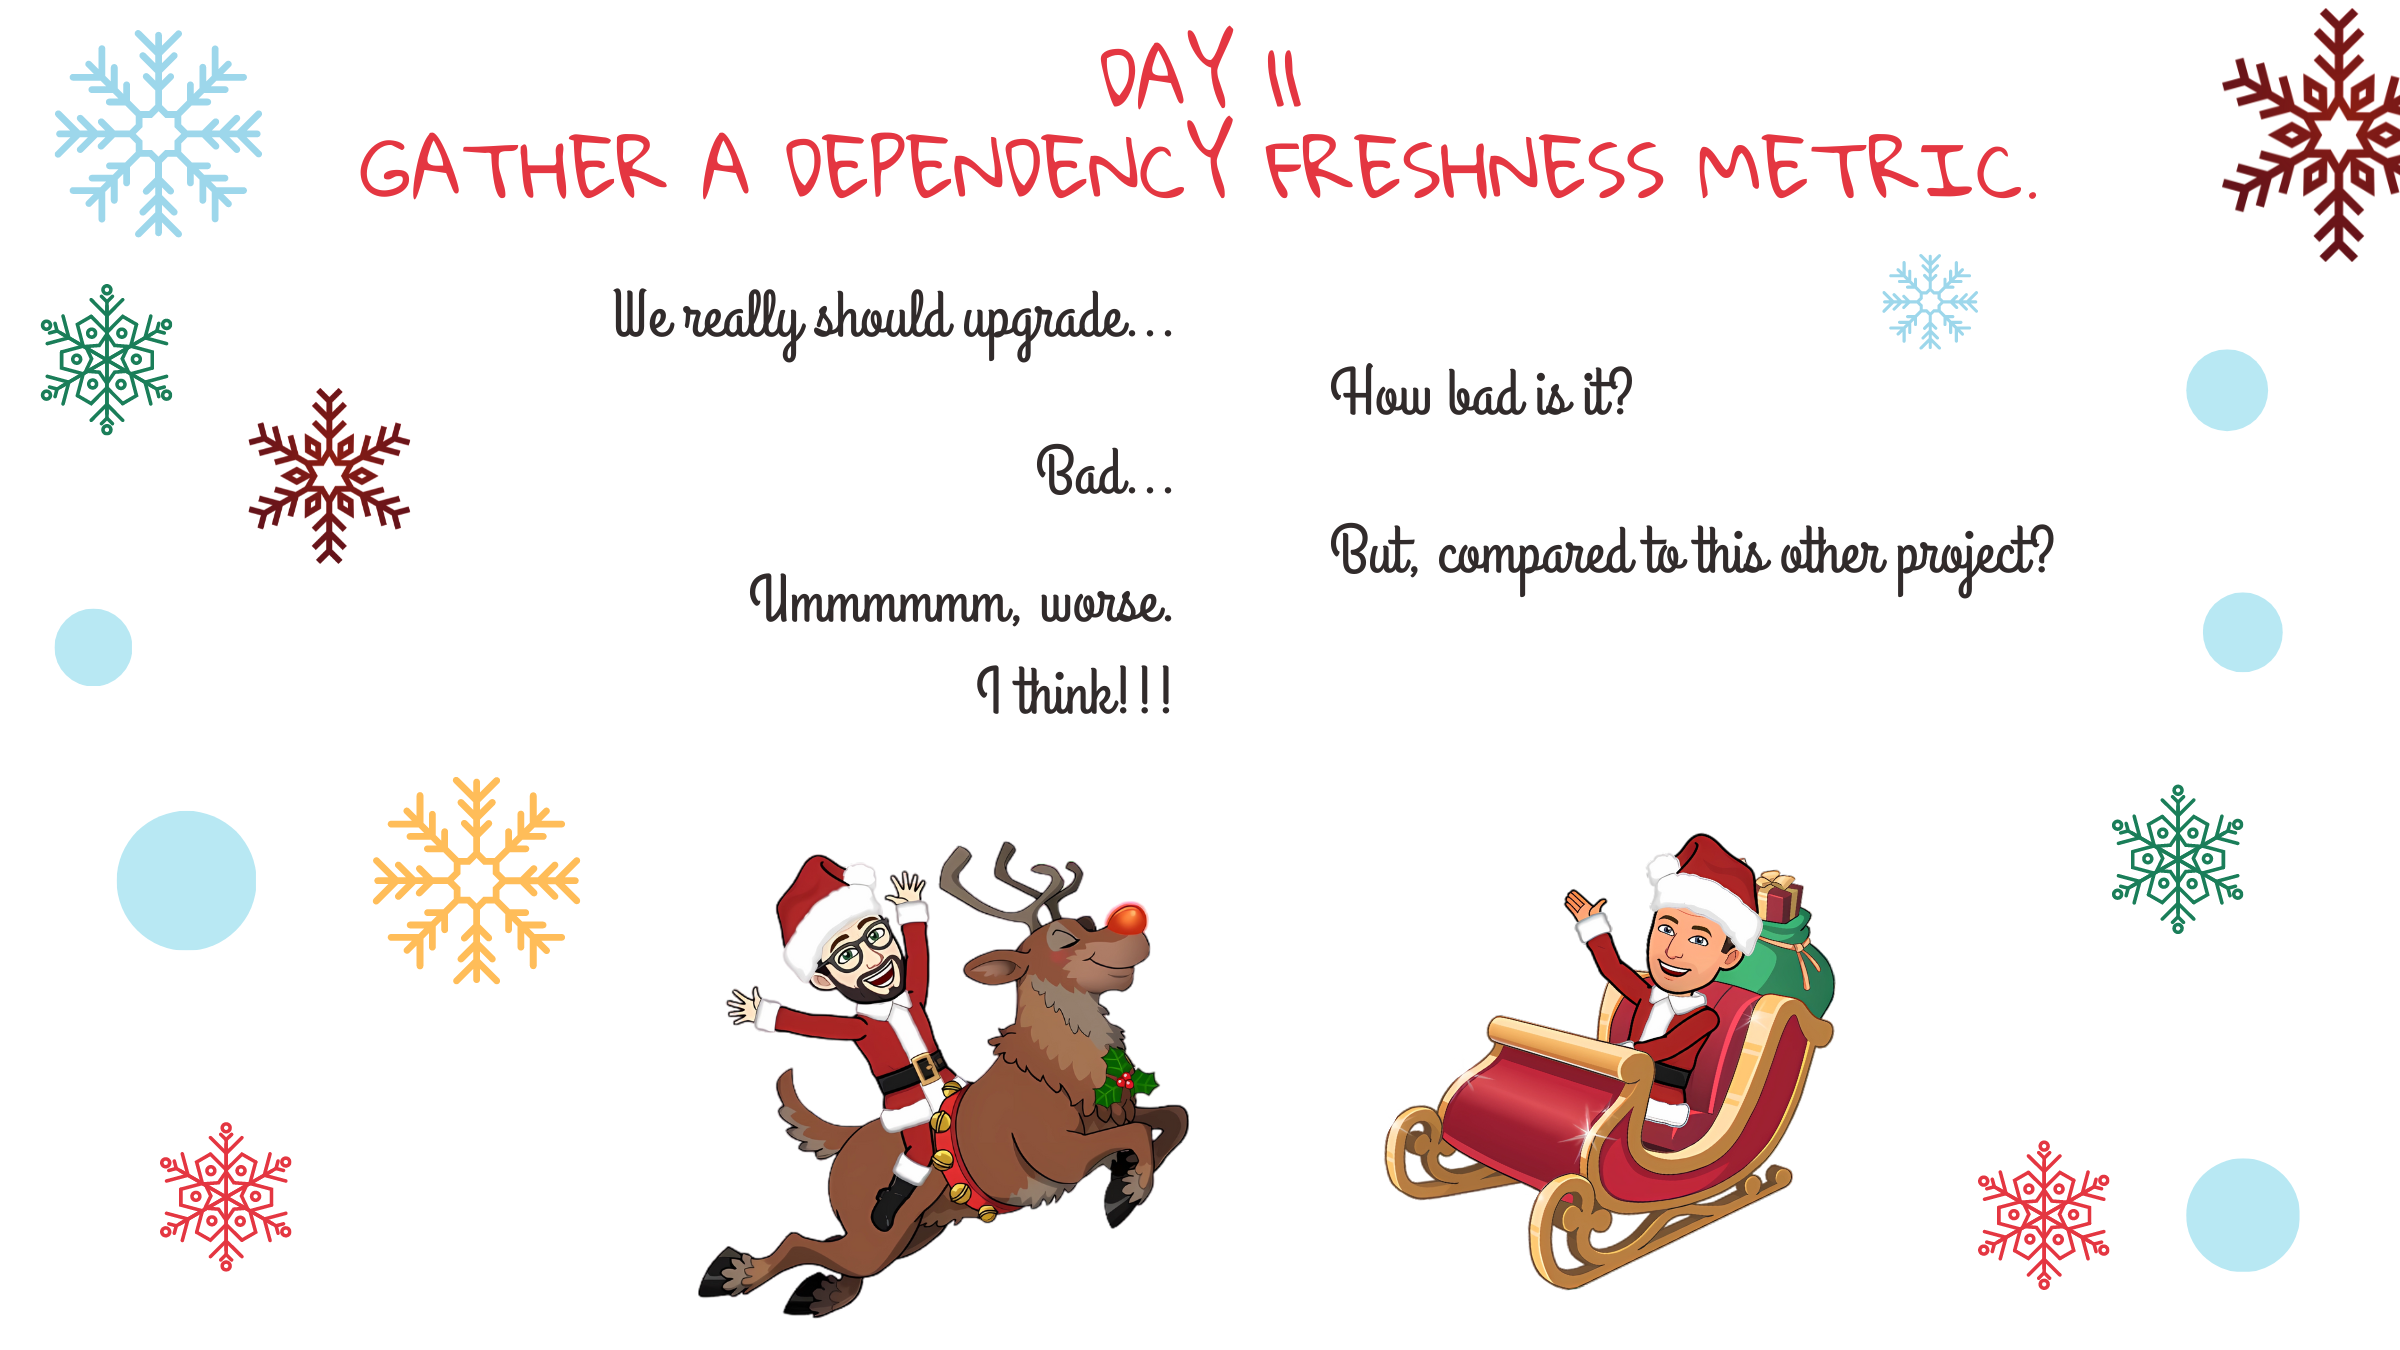 DAY 11
GATHER A DEPENDENCY FRESHNESS METRIC.
We really should upgrade...
How bad is it?
Bad...
But, compared to this other project?
Ummmmmm, worse.
I think!!!